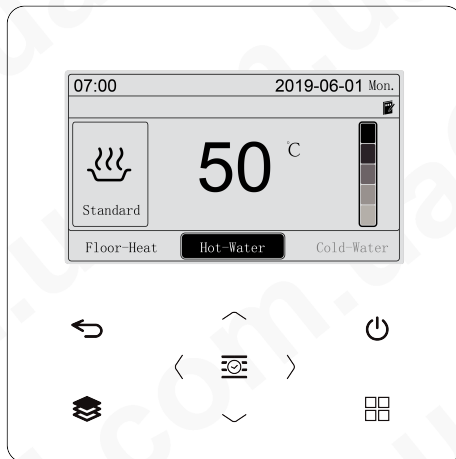 07:00 2019-06-01 Mon.
50 °C
Standard
Floor-Heat Hot-Water Cold-Water